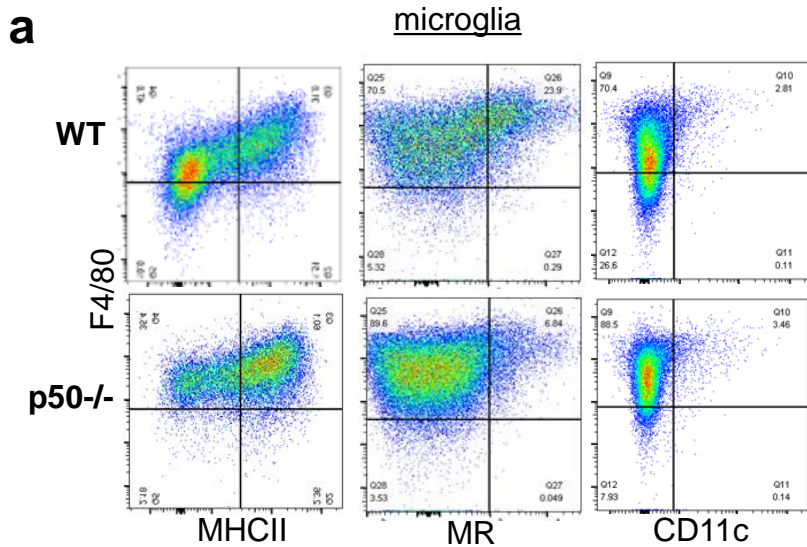 a
microglia
WT
p50-/-
F4/80
Q25
70.5
Q26
23.9
Q28
5.32
Q27
0.29
Q9
70.4
Q10
2.81
Q12
26.6
Q11
0.11
Q25
89.6
Q26
6.84
Q28
3.53
Q27
0.049
Q9
88.5
Q10
3.46
Q12
7.93
Q11
0.14
MHCII
MR
CD11c